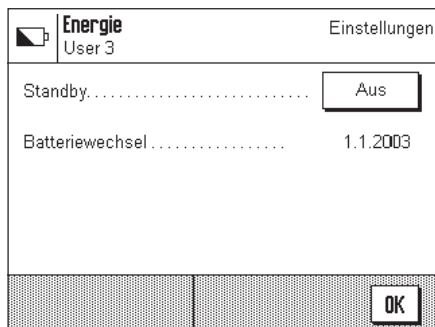 Energie
Einstellungen
User 3
Standby............................ Aus
Batteriewechsel................. 1.1.2003
OK